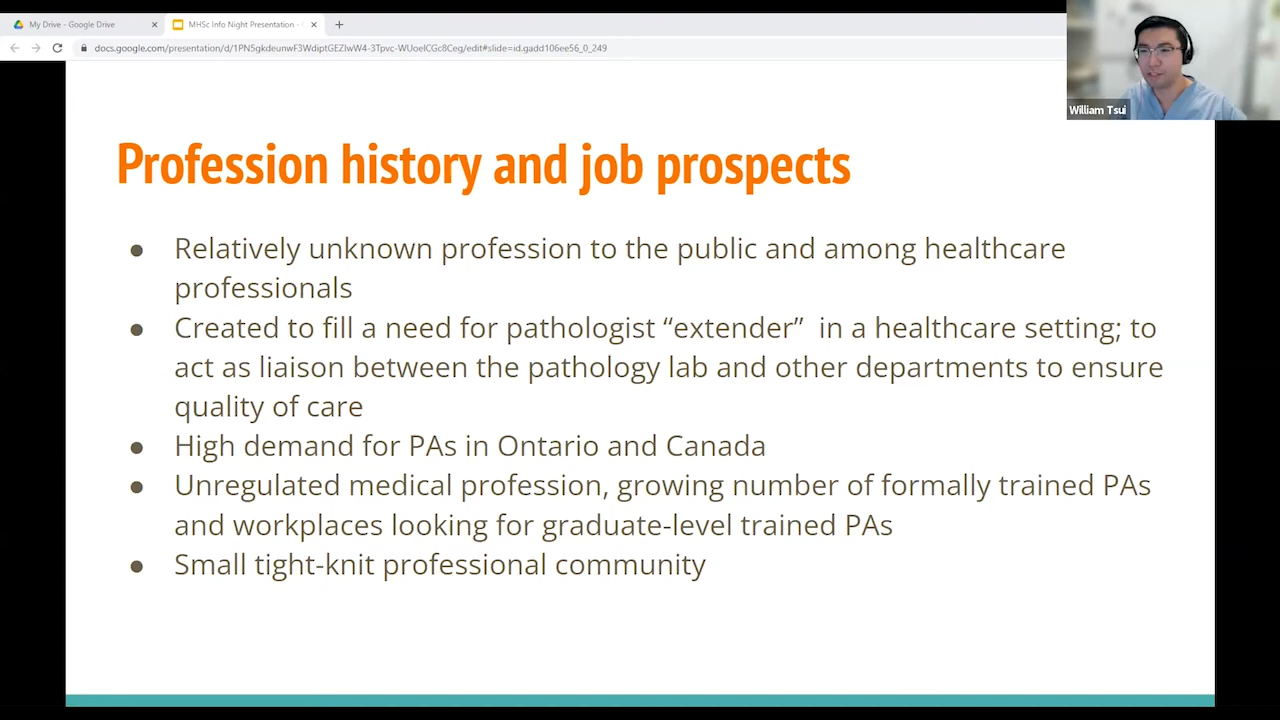 My Drive - Google Drive
MHSc Info Night Presentation -
docs.google.com/presentation/d/1PN5gkdeunwF3WdiptGEZlwW4-3Tpvc-WUoelCGc8Ceg/edit#slide=id.gadd106ee56_0_249
William Tsui
Profession history and job prospects
● Relatively unknown profession to the public and among healthcare
professionals
● Created to fill a need for pathologist “extender” in a healthcare setting; to
act as liaison between the pathology lab and other departments to ensure
quality of care
● High demand for PAs in Ontario and Canada
● Unregulated medical profession, growing number of formally trained PAs
and workplaces looking for graduate-level trained PAs
● Small tight-knit professional community